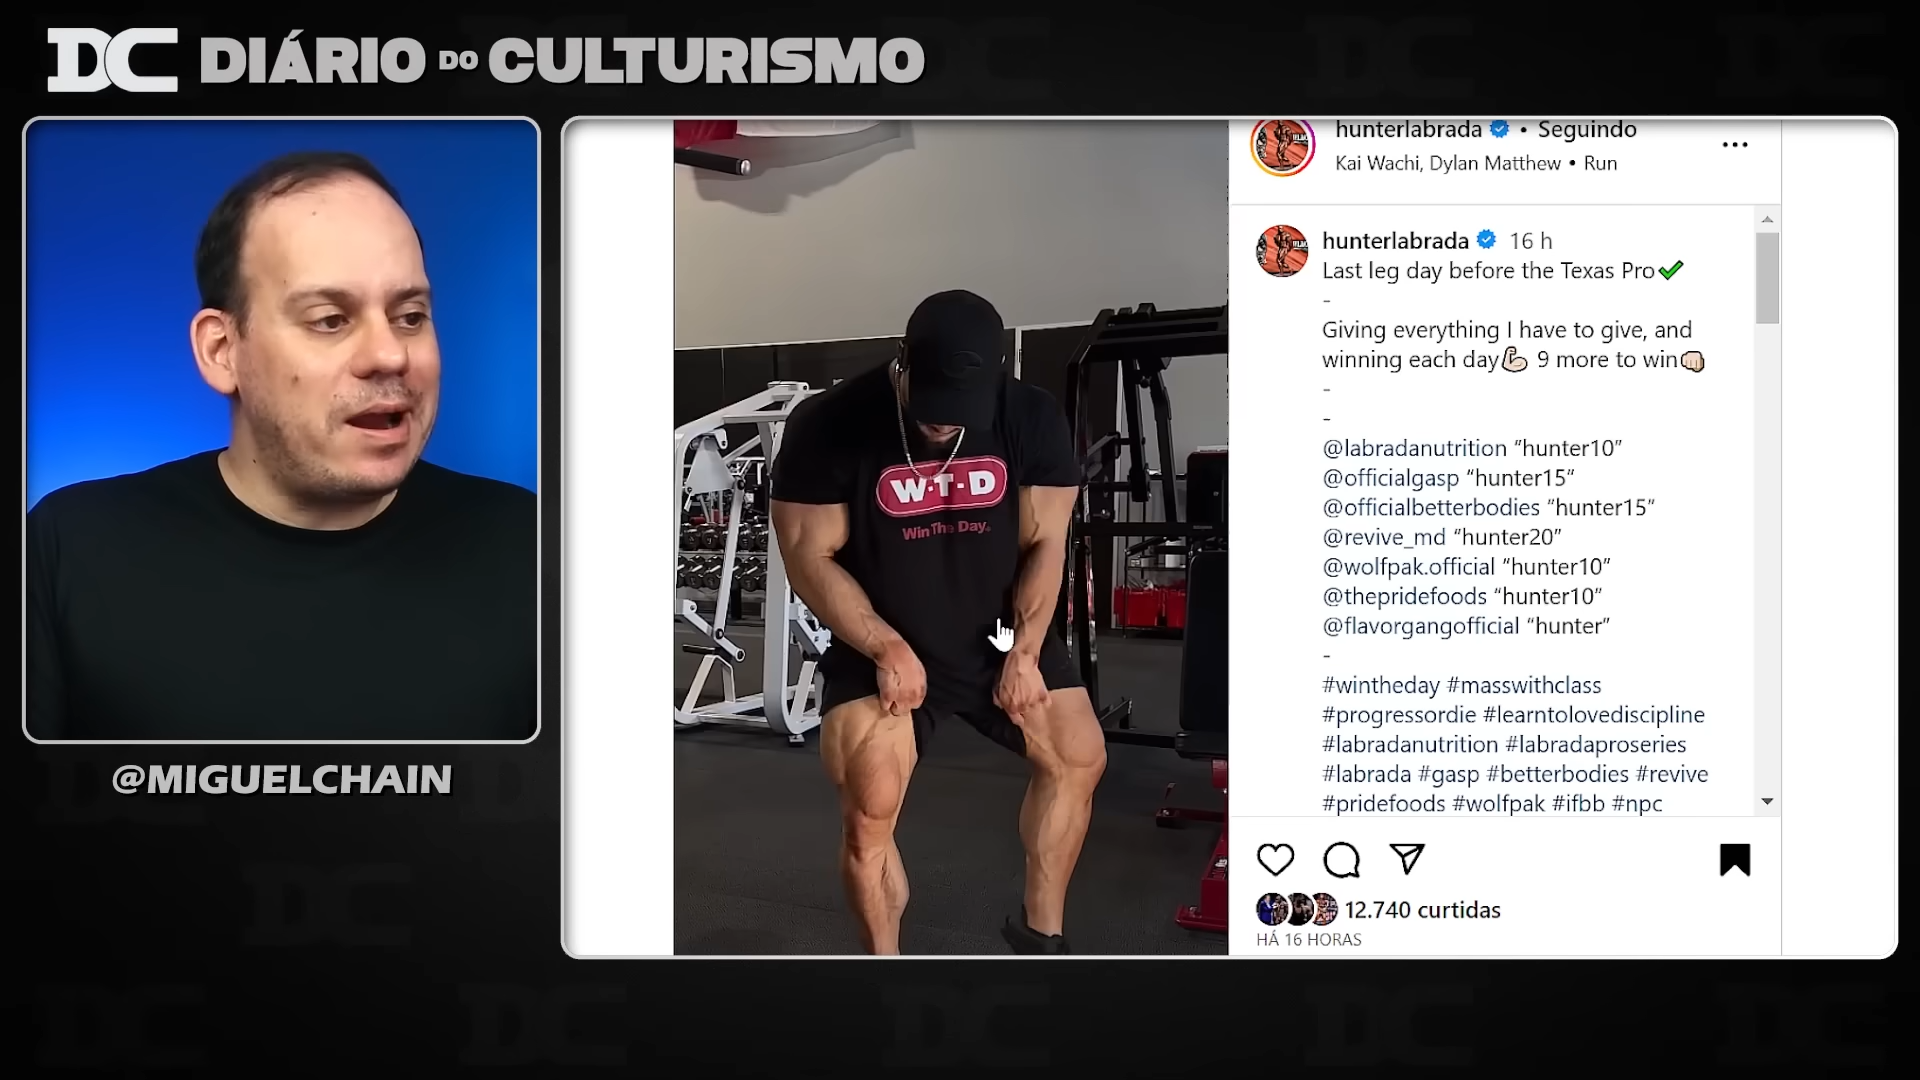 DC DIÁRIO DO CULTURISMO
@MIGUELCHAIN
W·T·D
Win The Day.
hunterlabrada • Seguindo
Kai Wachi, Dylan Matthew • Run
hunterlabrada 16 h
Last leg day before the Texas Pro✔
-
Giving everything I have to give, and
winning each day💪🏻 9 more to win👊🏻
-
-
@labradanutrition “hunter10”
@officialgasp “hunter15”
@officialbetterbodies “hunter15”
@revive_md “hunter20”
@wolfpak.official “hunter10”
@thepridefoods “hunter10”
@flavorgangofficial “hunter”
-
#wintheday #masswithclass
#progressordie #learntolovediscipline
#labradanutrition #labradaproseries
#labrada #gasp #betterbodies #revive
#pridefoods #wolfpak #ifbb #npc
12.740 curtidas
HÁ 16 HORAS